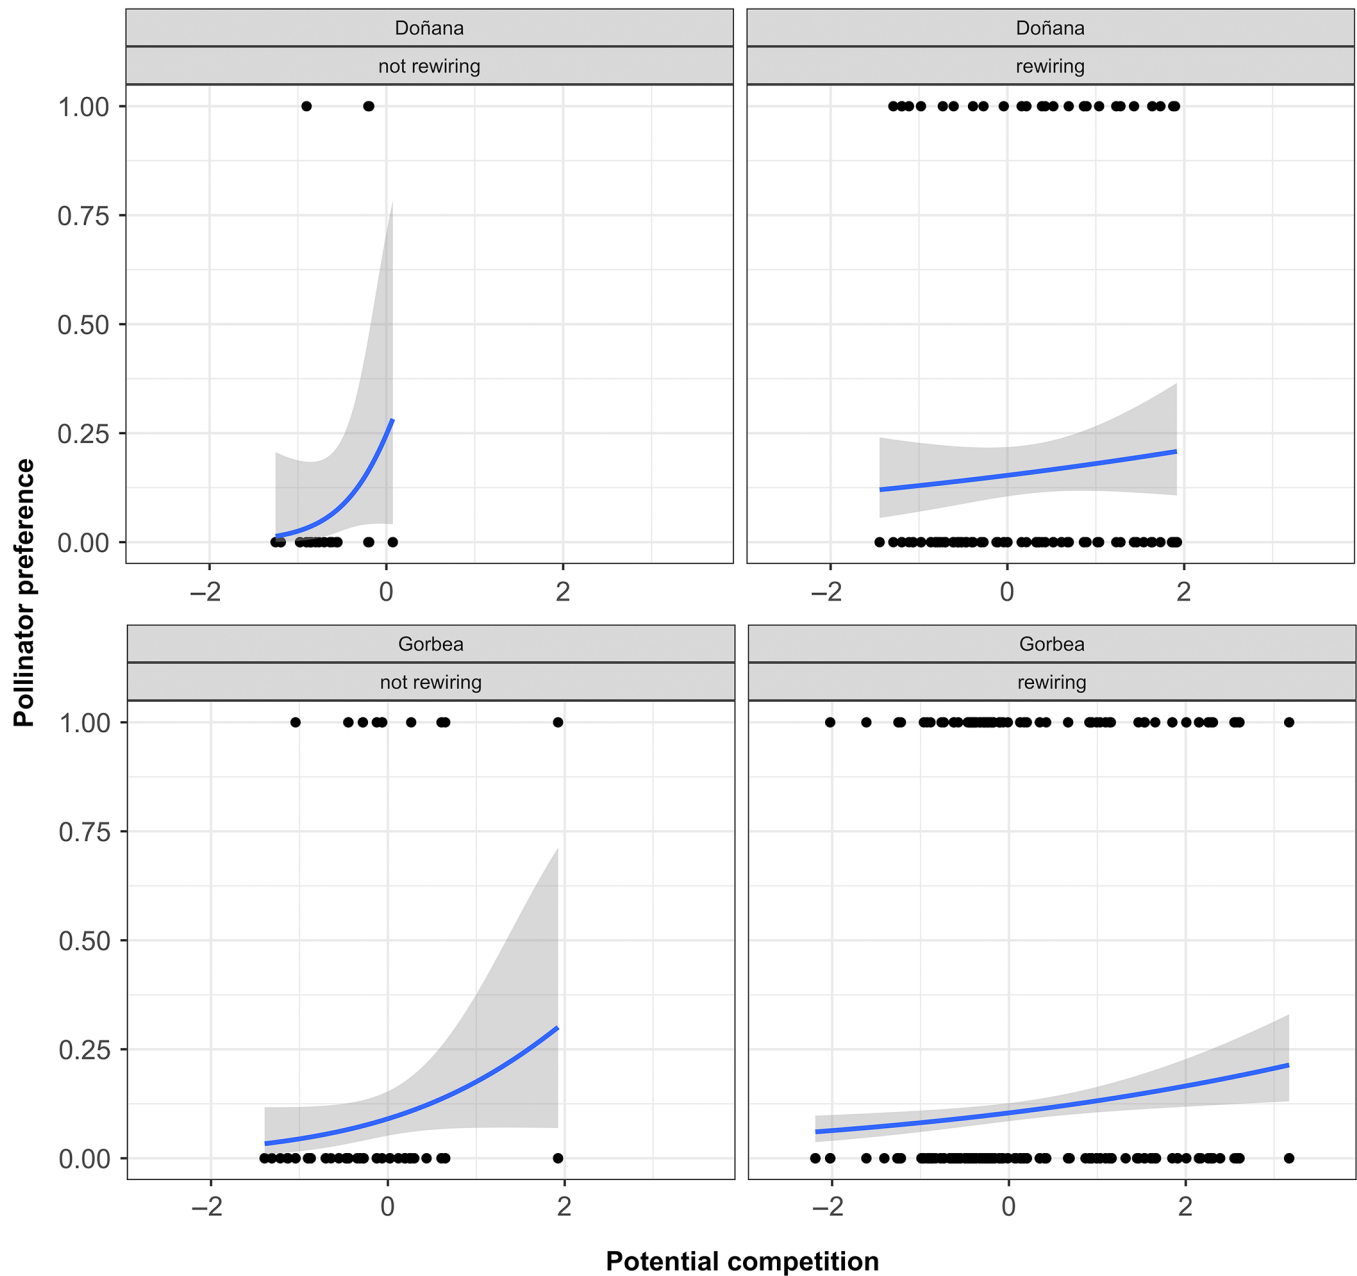 Doñana
Doñana
not rewiring
rewiring
1.00
0.75
0.50
0.25
0.00
–2
0
2
–2
0
2
Pollinator preference
Gorbea
Gorbea
not rewiring
rewiring
1.00
0.75
0.50
0.25
0.00
–2
0
2
–2
0
2
Potential competition